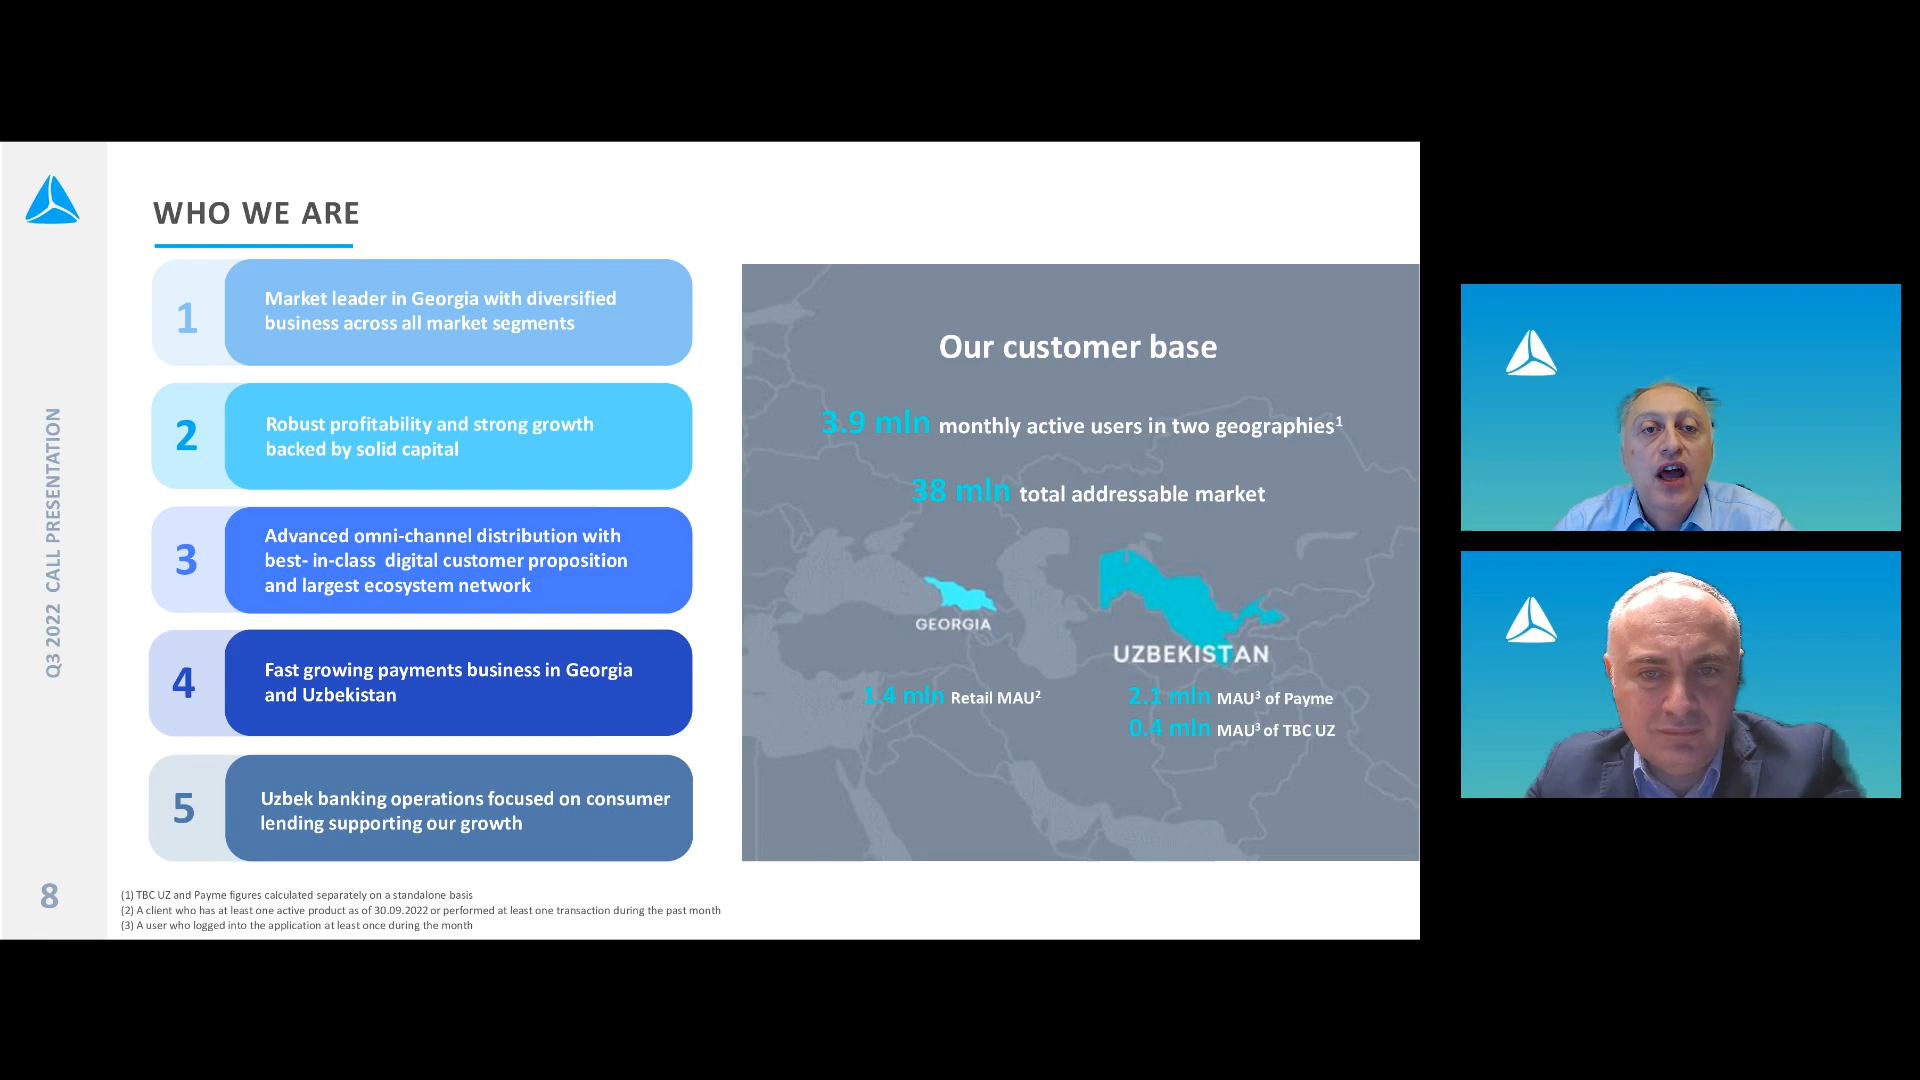 WHO WE ARE
1
Market leader in Georgia with diversified
business across all market segments
2
Robust profitability and strong growth
backed by solid capital
3
Advanced omni-channel distribution with
best- in-class  digital customer proposition
and largest ecosystem network
4
Fast growing payments business in Georgia
and Uzbekistan
5
Uzbek banking operations focused on consumer
lending supporting our growth
Our customer base
3.9 mln monthly active users in two geographies¹
38 mln total addressable market
GEORGIA
UZBEKISTAN
1.4 mln Retail MAU²
2.1 mln MAU³ of Payme
0.4 mln MAU³ of TBC UZ
Q3 2022 CALL PRESENTATION
8
(1) TBC UZ and Payme figures calculated separately on a standalone basis
(2) A client who has at least one active product as of 30.09.2022 or performed at least one transaction during the past month
(3) A user who logged into the application at least once during the month